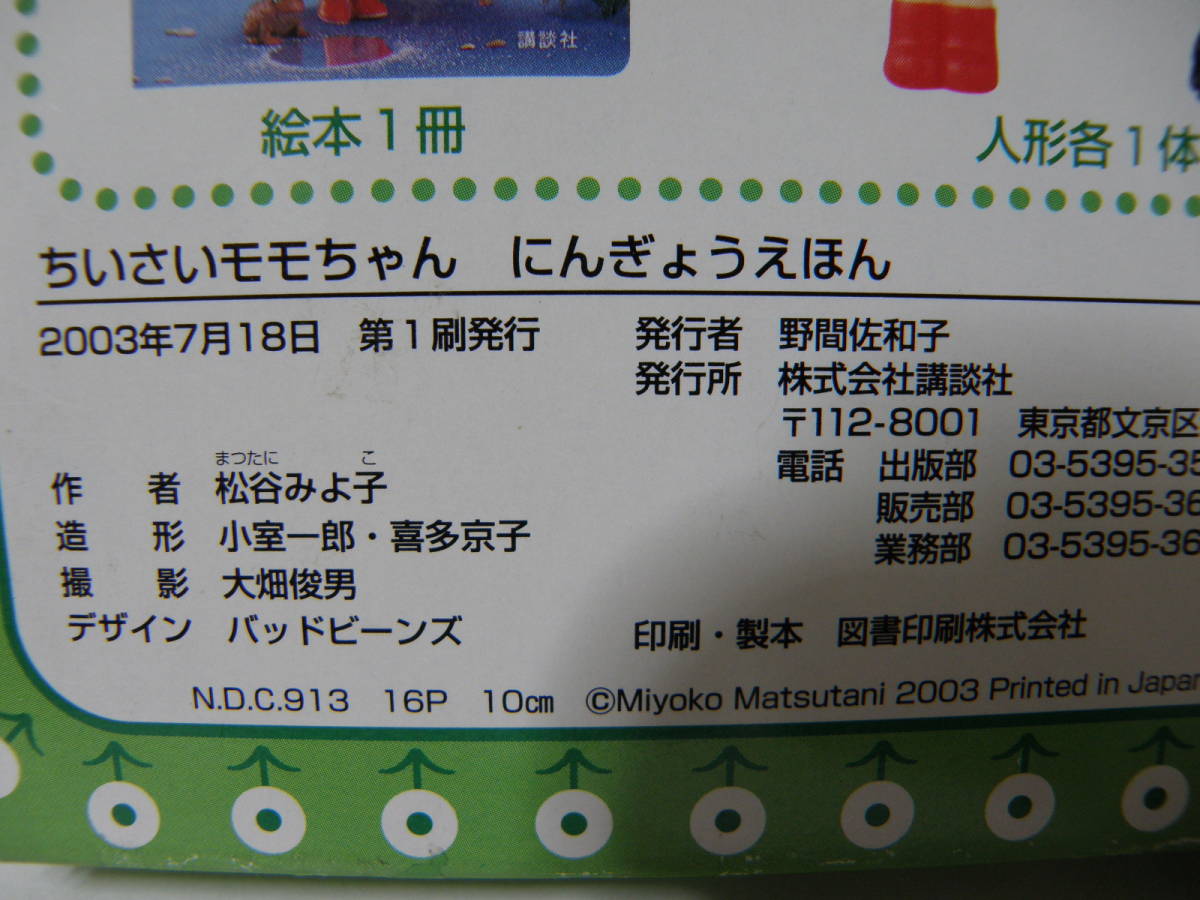 講談社
絵本1冊
人形各1体
ちいさいモモちゃん　にんぎょうえほん
2003年7月18日　第1刷発行
発行者　野間佐和子
発行所　株式会社講談社
〒112-8001　東京都文京区
電話　出版部　03-5395-35
販売部　03-5395-36
業務部　03-5395-36
まつたに　こ
作　者　松谷みよ子
造　形　小室一郎・喜多京子
撮　影　大畑俊男
デザイン　バッドビーンズ
印刷・製本　図書印刷株式会社
N.D.C.913　16P　10㎝　©Miyoko Matsutani 2003 Printed in Japan